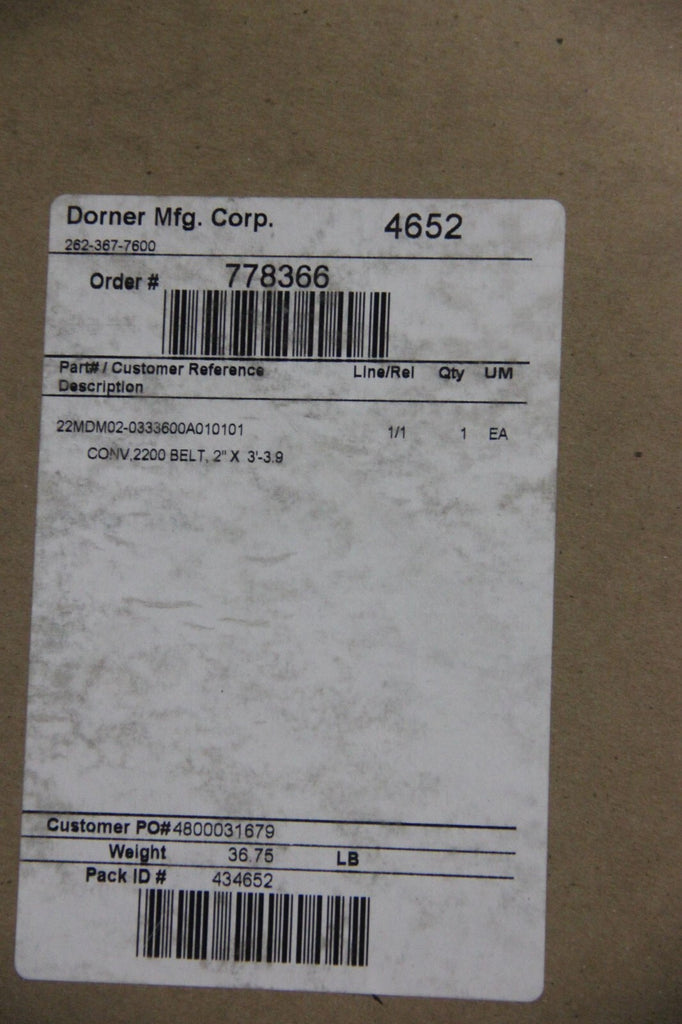 Dorner Mfg. Corp. 4652
262-367-7600
Order # 778366
Part# / Customer Reference Line/Rel Qty UM
Description
22MDM02-0333600A010101 1/1 1 EA
CONV,2200 BELT, 2" X 3'-3.9
Customer PO# 4800031679
Weight 36.75 LB
Pack ID # 434652